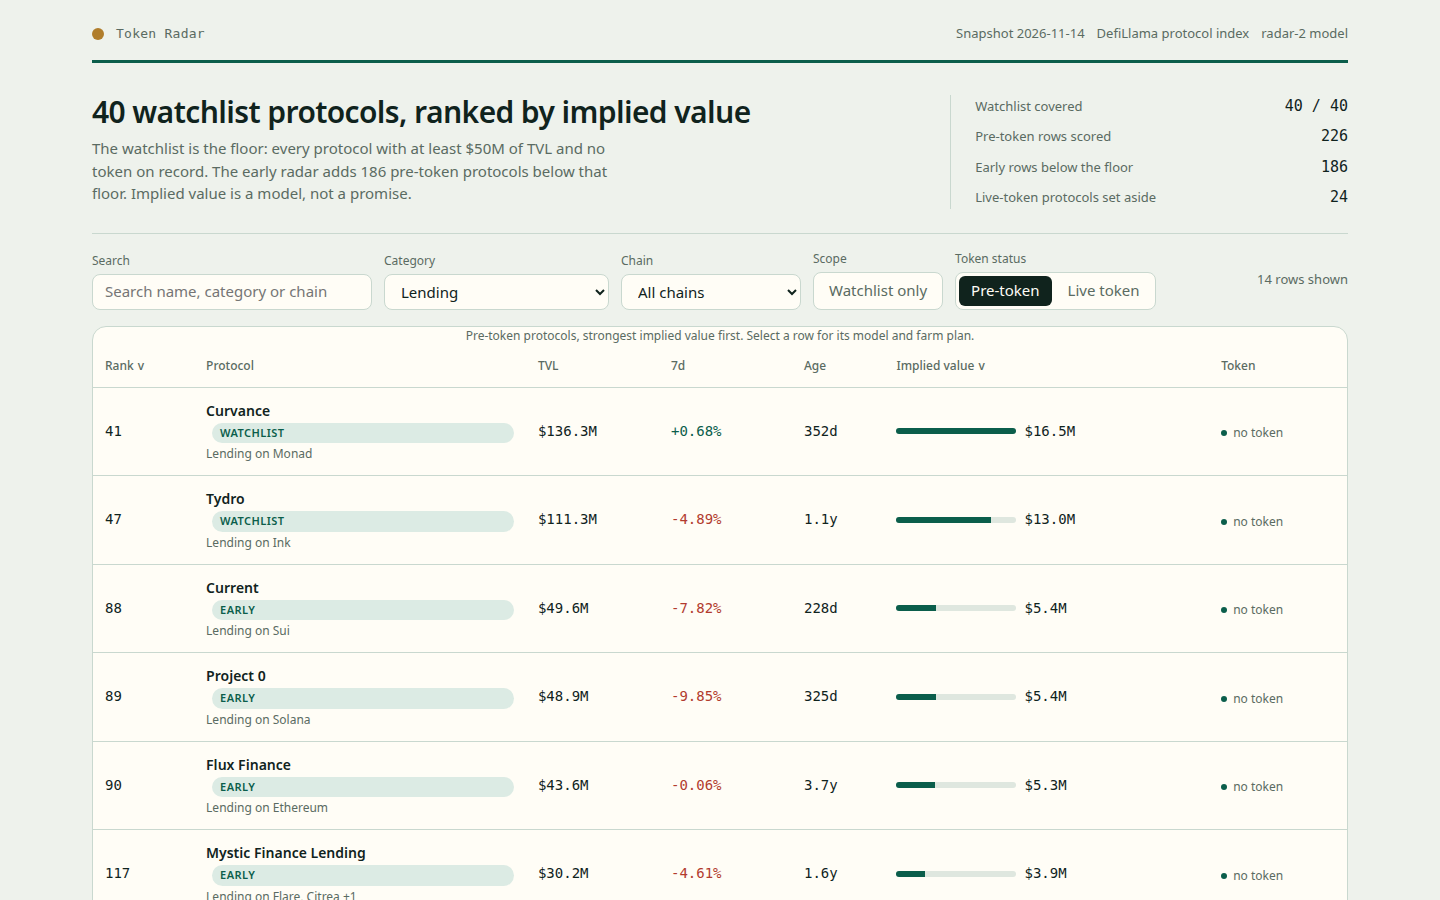 Token Radar
Snapshot 2026-11-14 DefiLlama protocol index radar-2 model
40 watchlist protocols, ranked by implied value
The watchlist is the floor: every protocol with at least $50M of TVL and no
token on record. The early radar adds 186 pre-token protocols below that
floor. Implied value is a model, not a promise.
Watchlist covered 40 / 40
Pre-token rows scored 226
Early rows below the floor 186
Live-token protocols set aside 24
Search
Search name, category or chain
Category
Lending
Chain
All chains
Scope
Watchlist only
Token status
Pre-token Live token
14 rows shown
Pre-token protocols, strongest implied value first. Select a row for its model and farm plan.
Rank v Protocol TVL 7d Age Implied value v Token
41 Curvance $136.3M +0.68% 352d $16.5M no token
WATCHLIST
Lending on Monad
47 Tydro $111.3M -4.89% 1.1y $13.0M no token
WATCHLIST
Lending on Ink
88 Current $49.6M -7.82% 228d $5.4M no token
EARLY
Lending on Sui
89 Project 0 $48.9M -9.85% 325d $5.4M no token
EARLY
Lending on Solana
90 Flux Finance $43.6M -0.06% 3.7y $5.3M no token
EARLY
Lending on Ethereum
117 Mystic Finance Lending $30.2M -4.61% 1.6y $3.9M no token
EARLY
Lending on Flare, Citrea +1